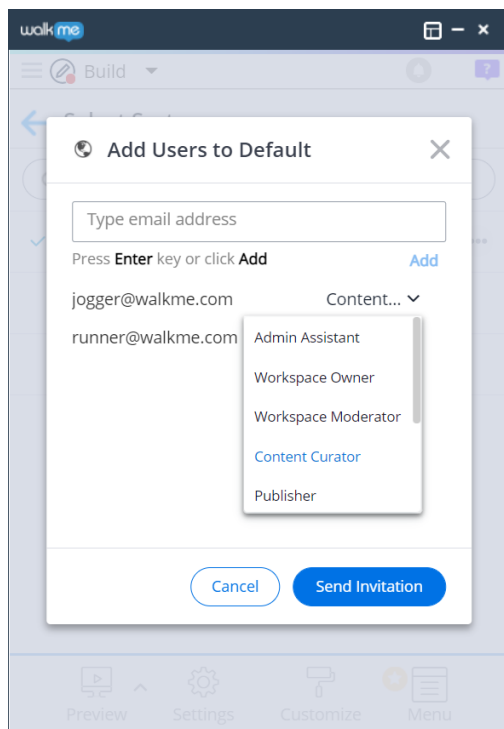 walkme
Build
?
Select System
Add Users to Default
Type email address
Press Enter key or click Add
Add
jogger@walkme.com Content...
runner@walkme.com
Admin Assistant
Workspace Owner
Workspace Moderator
Content Curator
Publisher
Cancel
Send Invitation
Preview
Settings
Customize
Menu